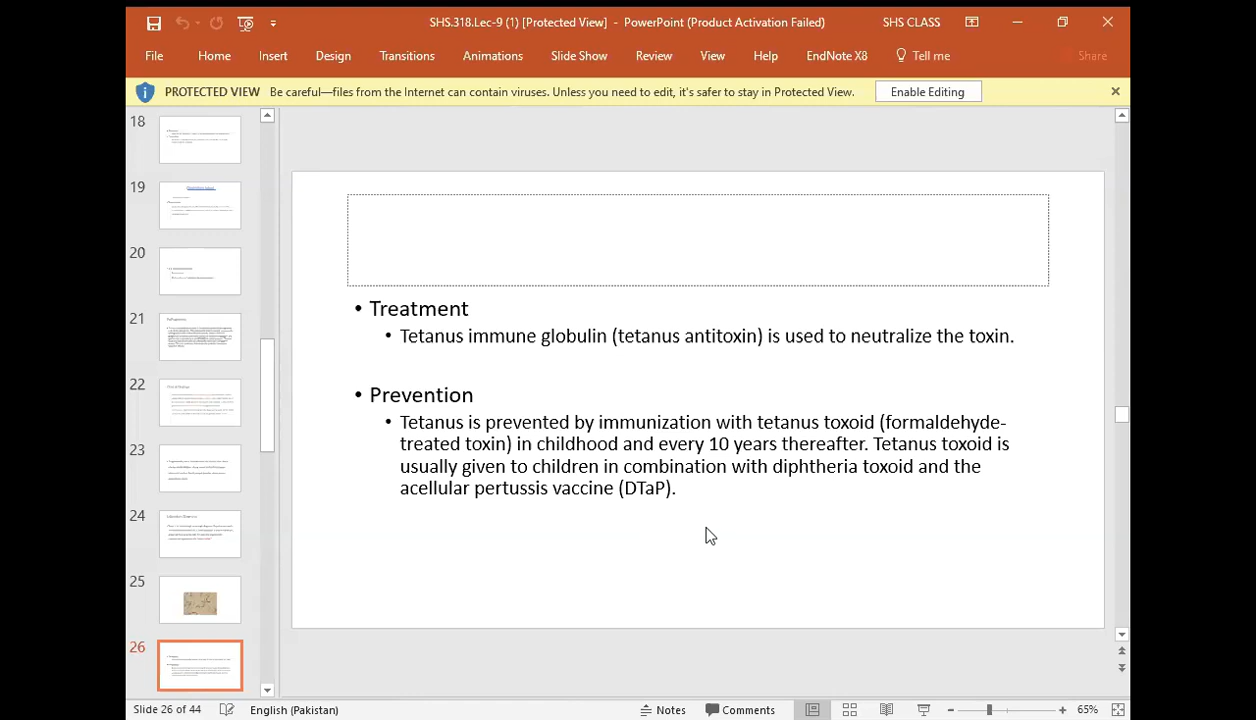 SHS.318.Lec-9 (1) [Protected View] - PowerPoint (Product Activation Failed)
SHS CLASS
File Home Insert Design Transitions Animations Slide Show Review View Help EndNote X8 Tell me Share
PROTECTED VIEW Be careful—files from the Internet can contain viruses. Unless you need to edit, it's safer to stay in Protected View. Enable Editing
18
19
20
21
22
23
24
25
26
• Treatment
• Tetanus immune globulin (tetanus antitoxin) is used to neutralize the toxin.
• Prevention
• Tetanus is prevented by immunization with tetanus toxoid (formaldehyde-
treated toxin) in childhood and every 10 years thereafter. Tetanus toxoid is
usually given to children in combination with diphtheria toxoid and the
acellular pertussis vaccine (DTaP).
Slide 26 of 44 English (Pakistan) Notes Comments 65%